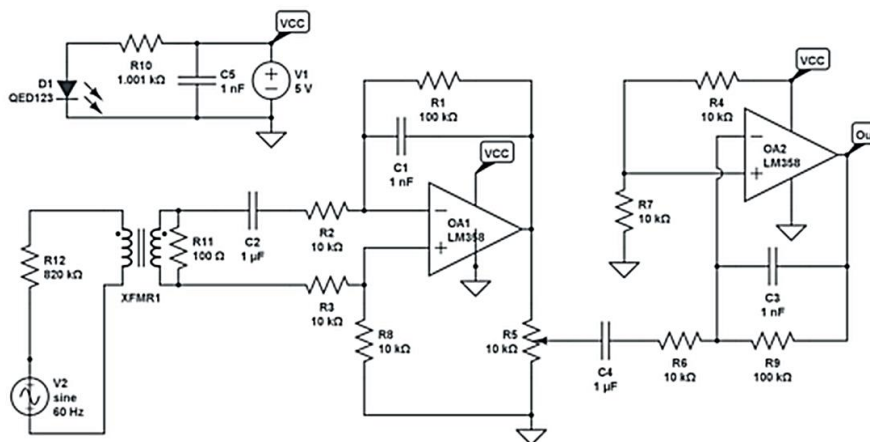 VCC
R10
1.001 kΩ
C5
1 nF
V1
5 V
D1
QED123
R1
100 kΩ
C1
1 nF
VCC
OA1
LM358
R4
10 kΩ
VCC
OA2
LM358
Ou
R7
10 kΩ
R12
820 kΩ
XFMR1
R11
100 Ω
C2
1 µF
R2
10 kΩ
R3
10 kΩ
R8
10 kΩ
R5
10 kΩ
C4
1 µF
R6
10 kΩ
C3
1 nF
R9
100 kΩ
V2
sine
60 Hz